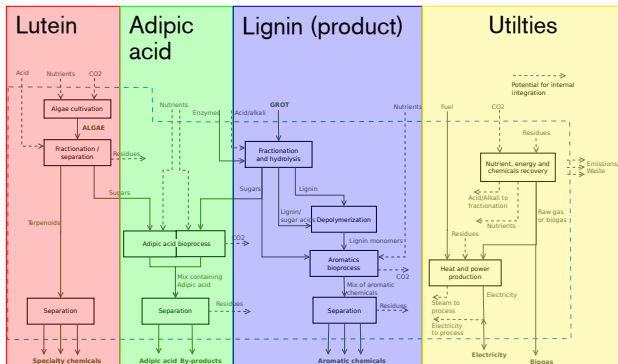 Lutein
Adipic
acid
Lignin (product)
Utilties
Acid
Nutrients
CO2
Algae cultivation
ALGAE
Fractionation /
separation
Residues
Sugars
Terpenoids
Separation
Specialty chemicals
Nutrients
Adipic acid bioprocess
CO2
Mix containing
Adipic acid
Separation
Residues
Adipic acid By-products
Enzymes
Acid/alkali
GROT
Nutrients
Fractionation
and hydrolysis
Sugars
Lignin
Lignin/
sugar acids
Depolymerization
Lignin monomers
Aromatics
bioprocess
CO2
Mix of aromatic
chemicals
Separation
Residues
Aromatic chemicals
Potential for internal
integration
Fuel
CO2
Residues
Nutrient, energy and
chemicals recovery
Emissions
Waste
Acid/Alkali to
fractionation
Nutrients
Raw gas
or biogas
Residues
Heat and power
production
Steam to
process
Electricity
Electricity
to process
Electricity
Biogas